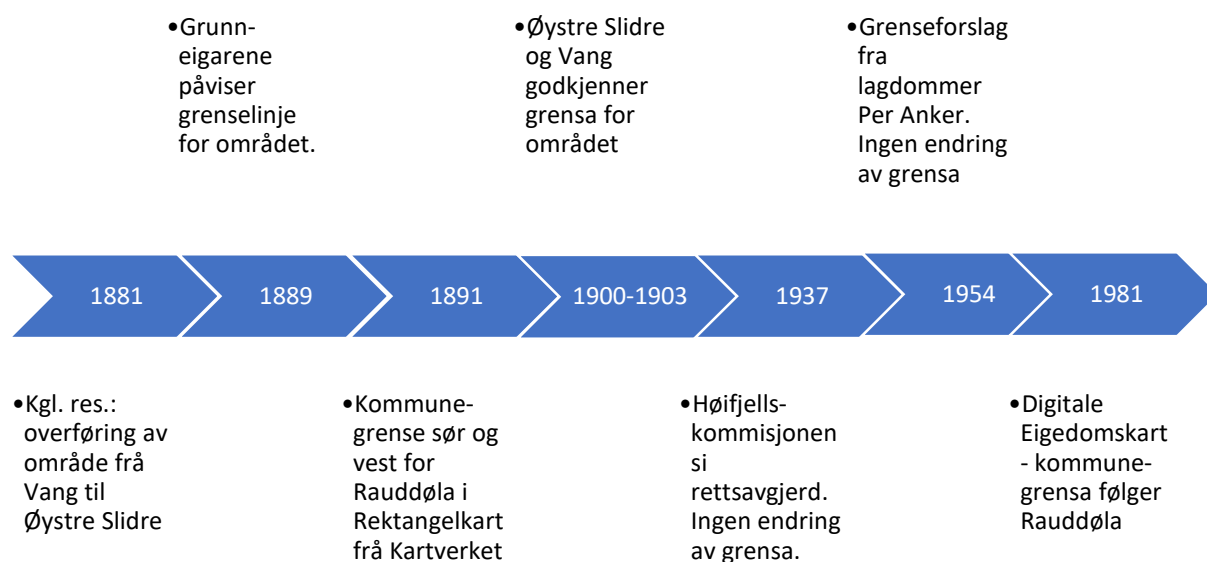 •Grunn-
eigarene
påviser
grenselinje
for området.
•Øystre Slidre
og Vang
godkjenner
grensa for
området
•Grenseforslag
fra
lagdommer
Per Anker.
Ingen endring
av grensa
1881
1889
1891
1900-1903
1937
1954
1981
•Kgl. res.:
overføring av
område frå
Vang til
Øystre Slidre
•Kommune-
grense sør og
vest for
Rauddøla i
Rektangelkart
frå Kartverket
•Høifjells-
kommisjonen
si
rettsavgjerd.
Ingen endring
av grensa.
•Digitale
Eigedomskart
- kommune-
grensa følger
Rauddøla